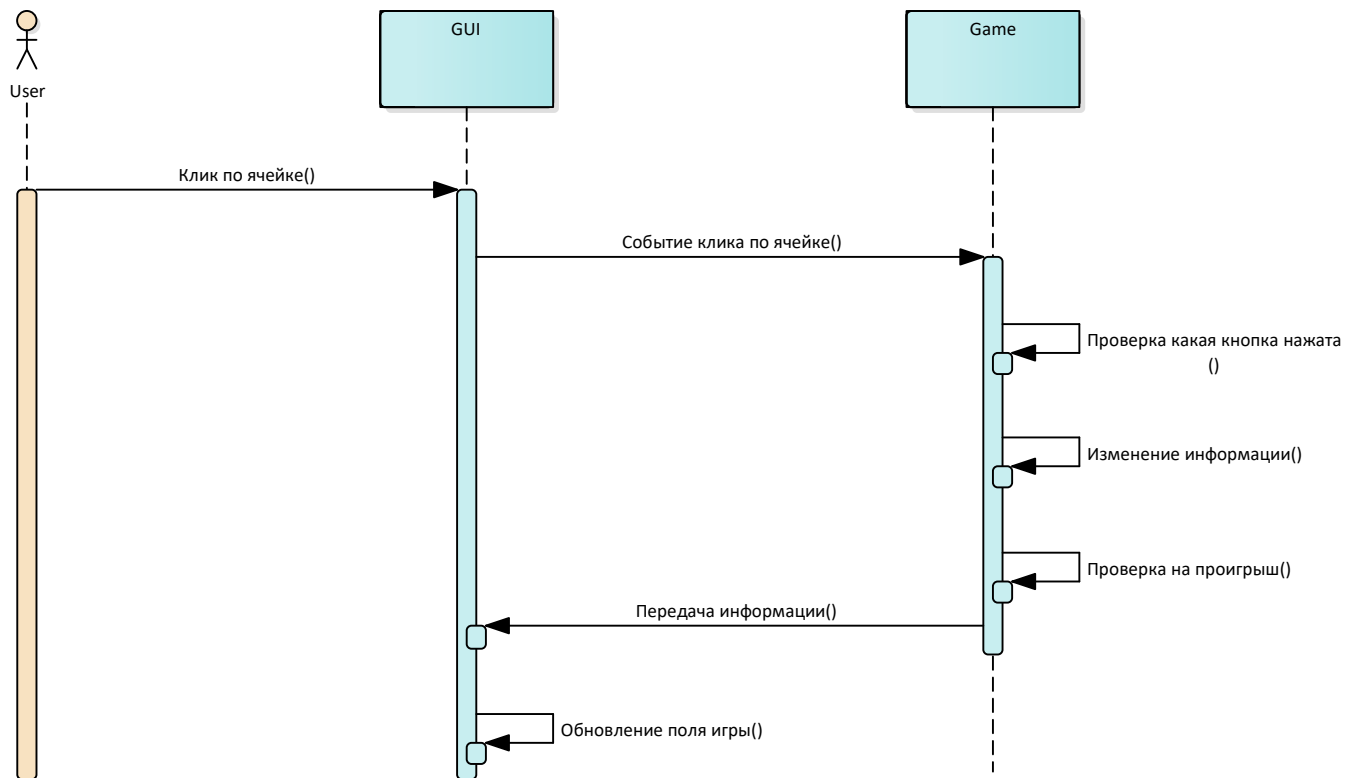 GUI
Game
User
Клик по ячейке()
Событие клика по ячейке()
Проверка какая кнопка нажата
()
Изменение информации()
Проверка на проигрыш()
Передача информации()
Обновление поля игры()